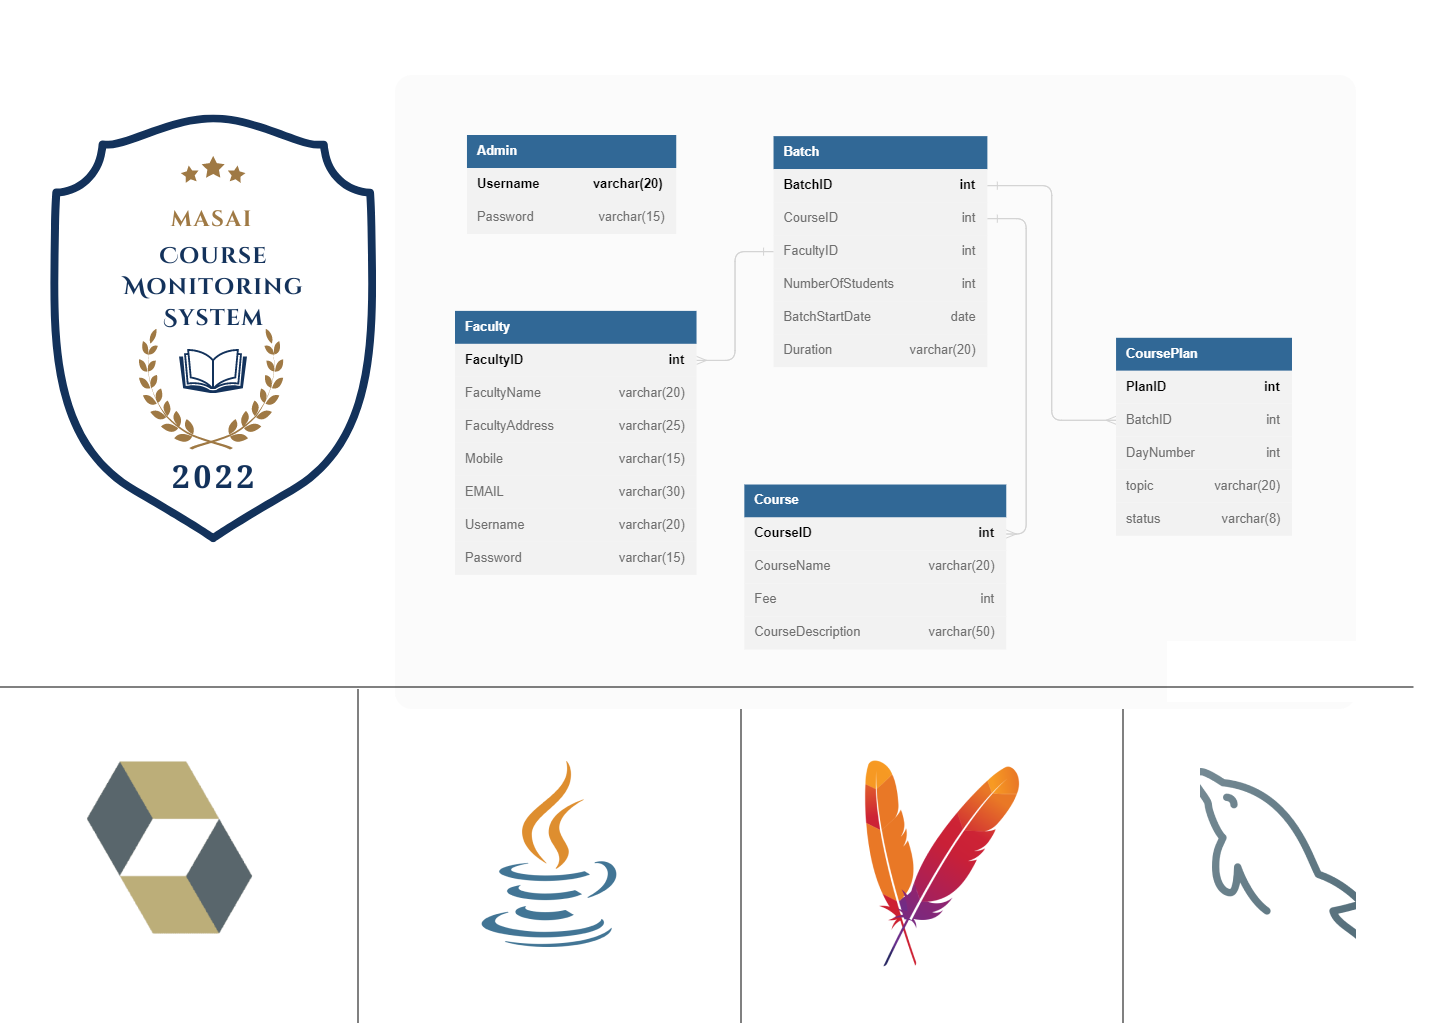 MASAI
COURSE
MONITORING
SYSTEM
2022
Admin
Username varchar(20)
Password varchar(15)
Faculty
FacultyID int
FacultyName varchar(20)
FacultyAddress varchar(25)
Mobile varchar(15)
EMAIL varchar(30)
Username varchar(20)
Password varchar(15)
Batch
BatchID int
CourseID int
FacultyID int
NumberOfStudents int
BatchStartDate date
Duration varchar(20)
Course
CourseID int
CourseName varchar(20)
Fee int
CourseDescription varchar(50)
CoursePlan
PlanID int
BatchID int
DayNumber int
topic varchar(20)
status varchar(8)